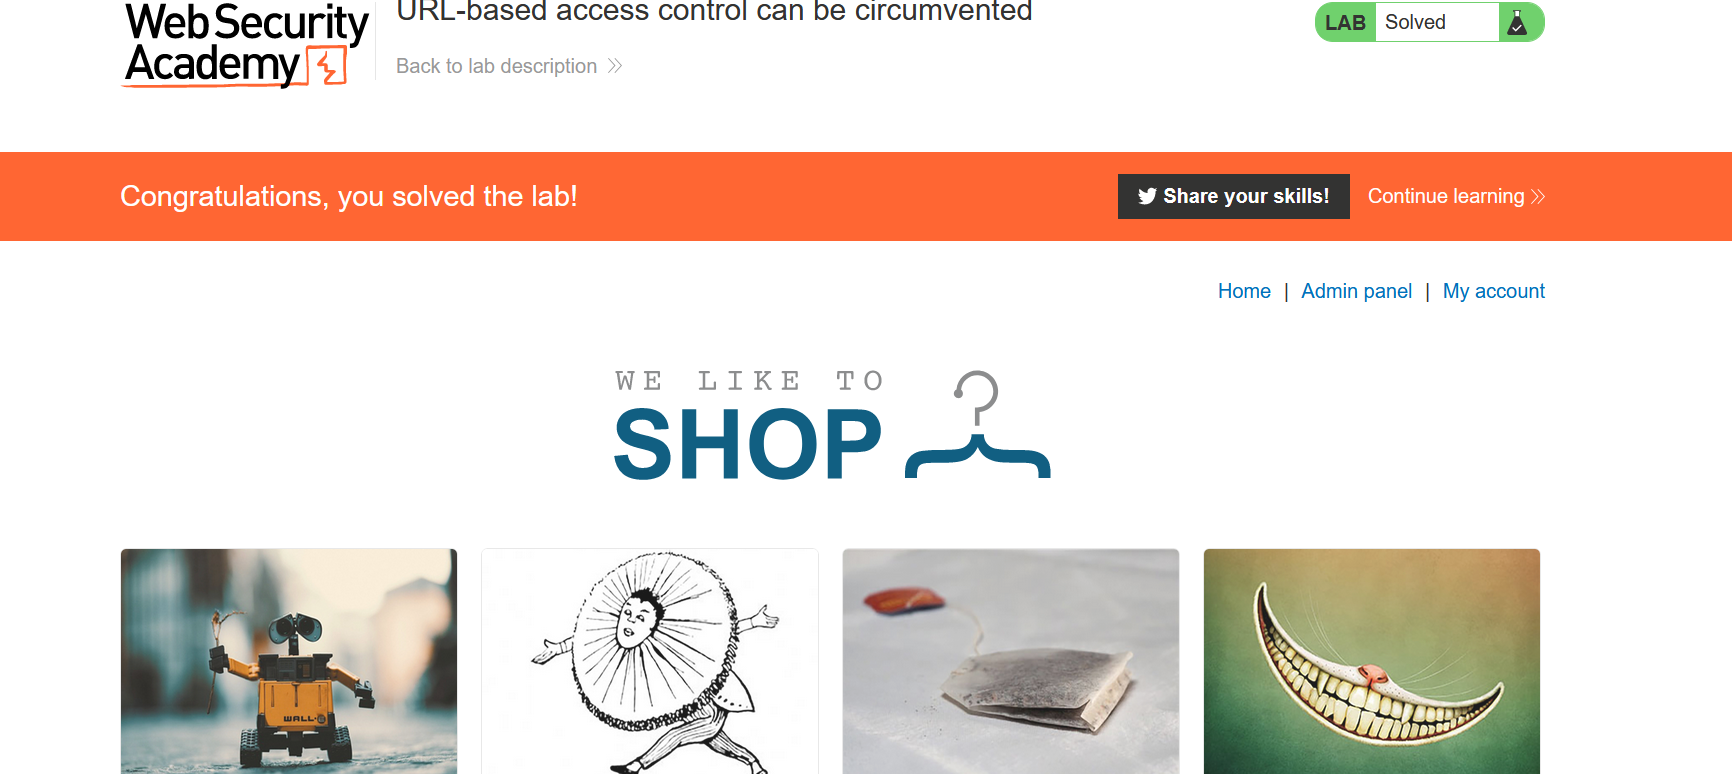 Web Security
Academy
URL-based access control can be circumvented
Back to lab description
LAB Solved
Congratulations, you solved the lab!
Share your skills!
Continue learning
Home | Admin panel | My account
WE LIKE TO
SHOP
WALL·E